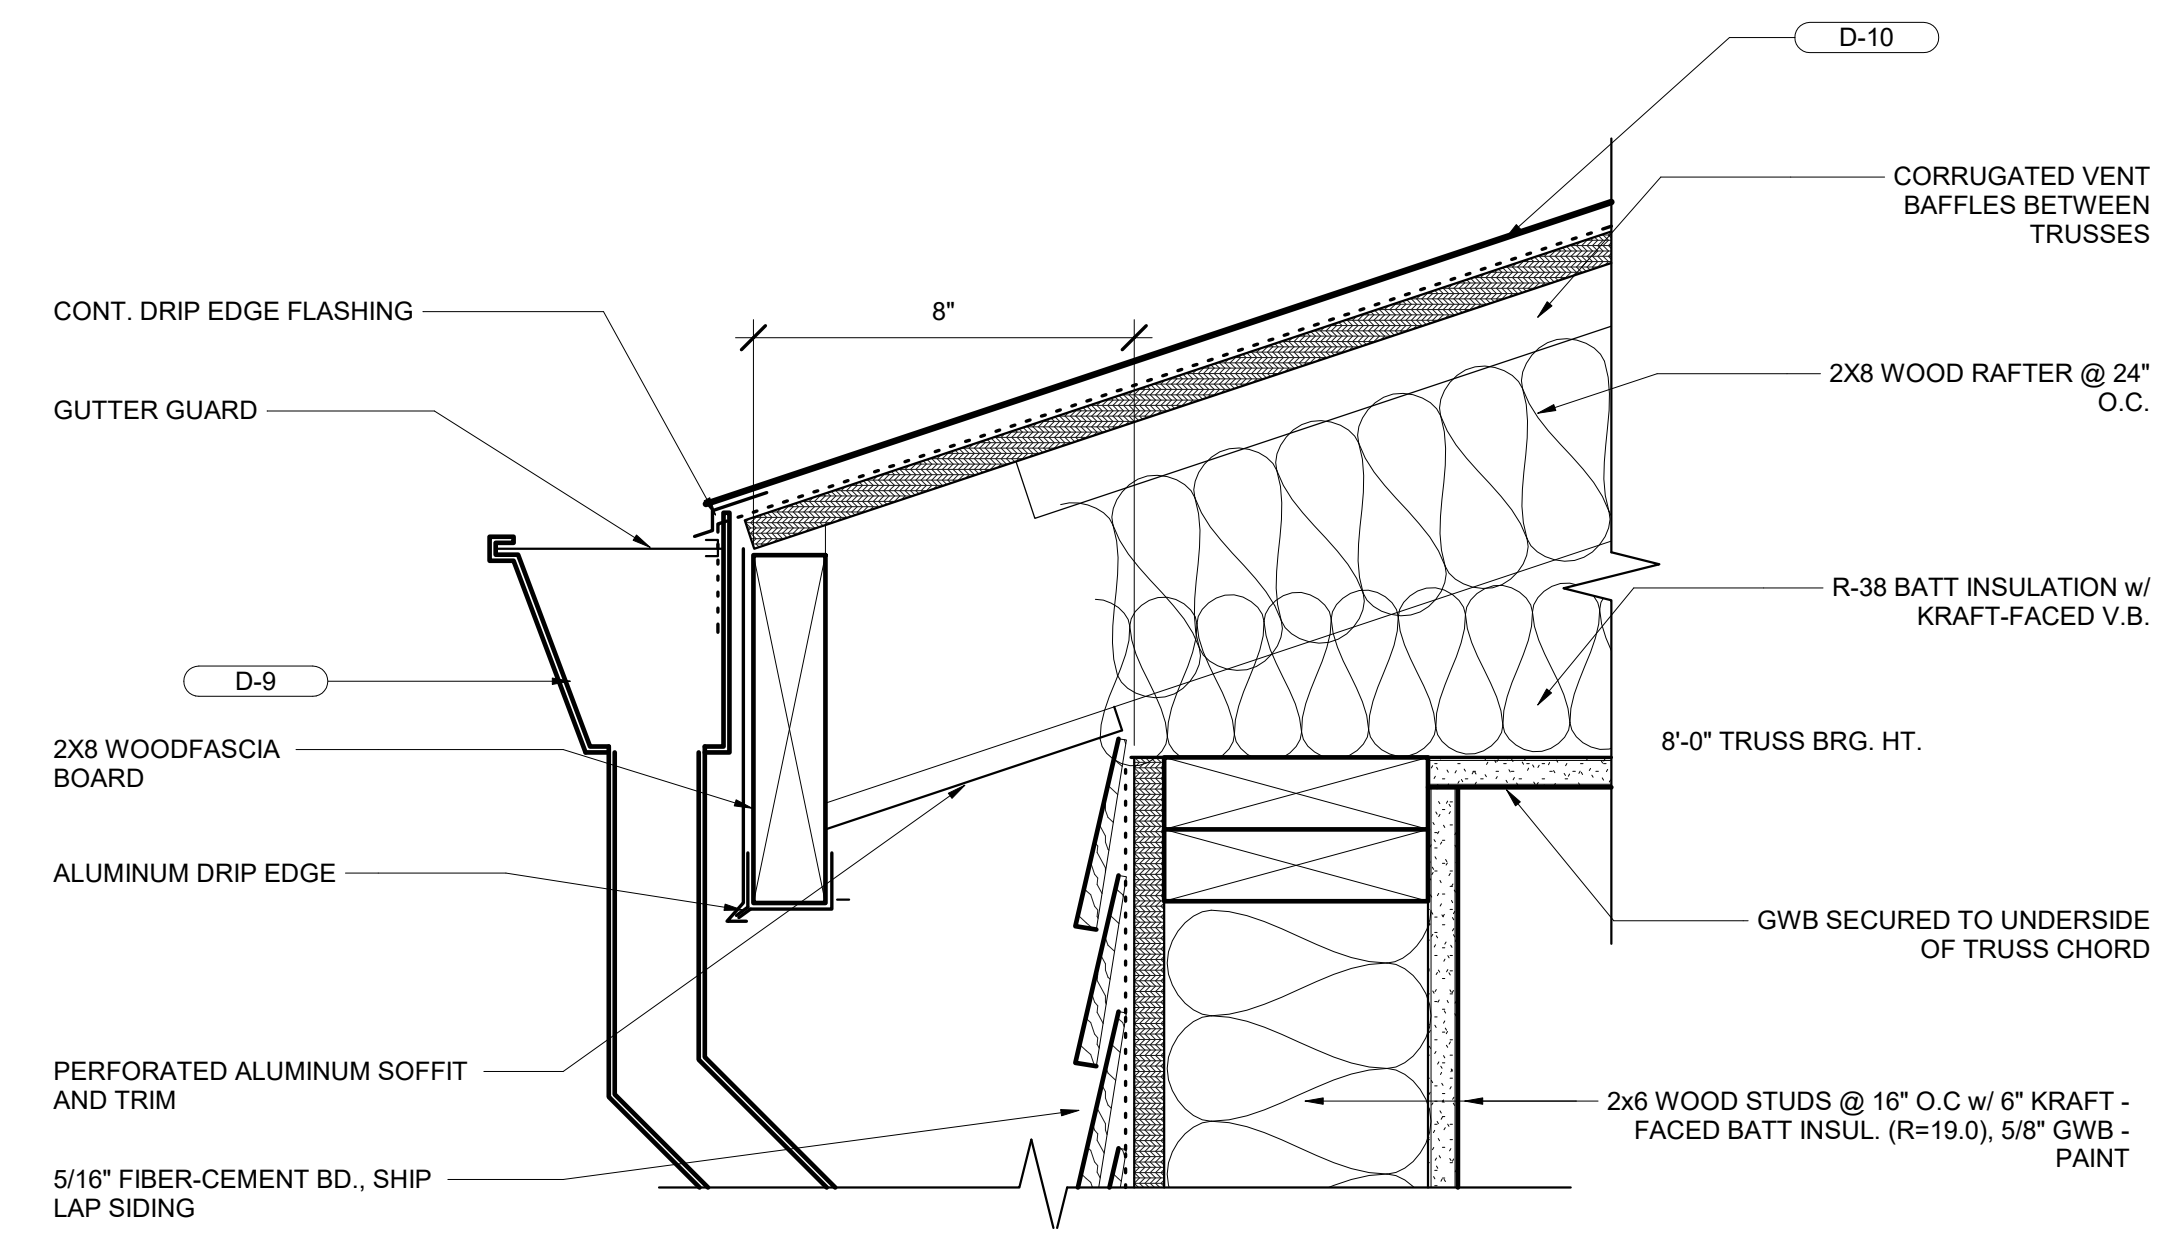 D-10
CORRUGATED VENT
BAFFLES BETWEEN
TRUSSES
CONT. DRIP EDGE FLASHING
8"
2X8 WOOD RAFTER @ 24"
O.C.
GUTTER GUARD
R-38 BATT INSULATION w/
KRAFT-FACED V.B.
D-9
8'-0" TRUSS BRG. HT.
2X8 WOODFASCIA
BOARD
ALUMINUM DRIP EDGE
GWB SECURED TO UNDERSIDE
OF TRUSS CHORD
PERFORATED ALUMINUM SOFFIT
AND TRIM
2x6 WOOD STUDS @ 16" O.C w/ 6" KRAFT -
FACED BATT INSUL. (R=19.0), 5/8" GWB -
PAINT
5/16" FIBER-CEMENT BD., SHIP
LAP SIDING